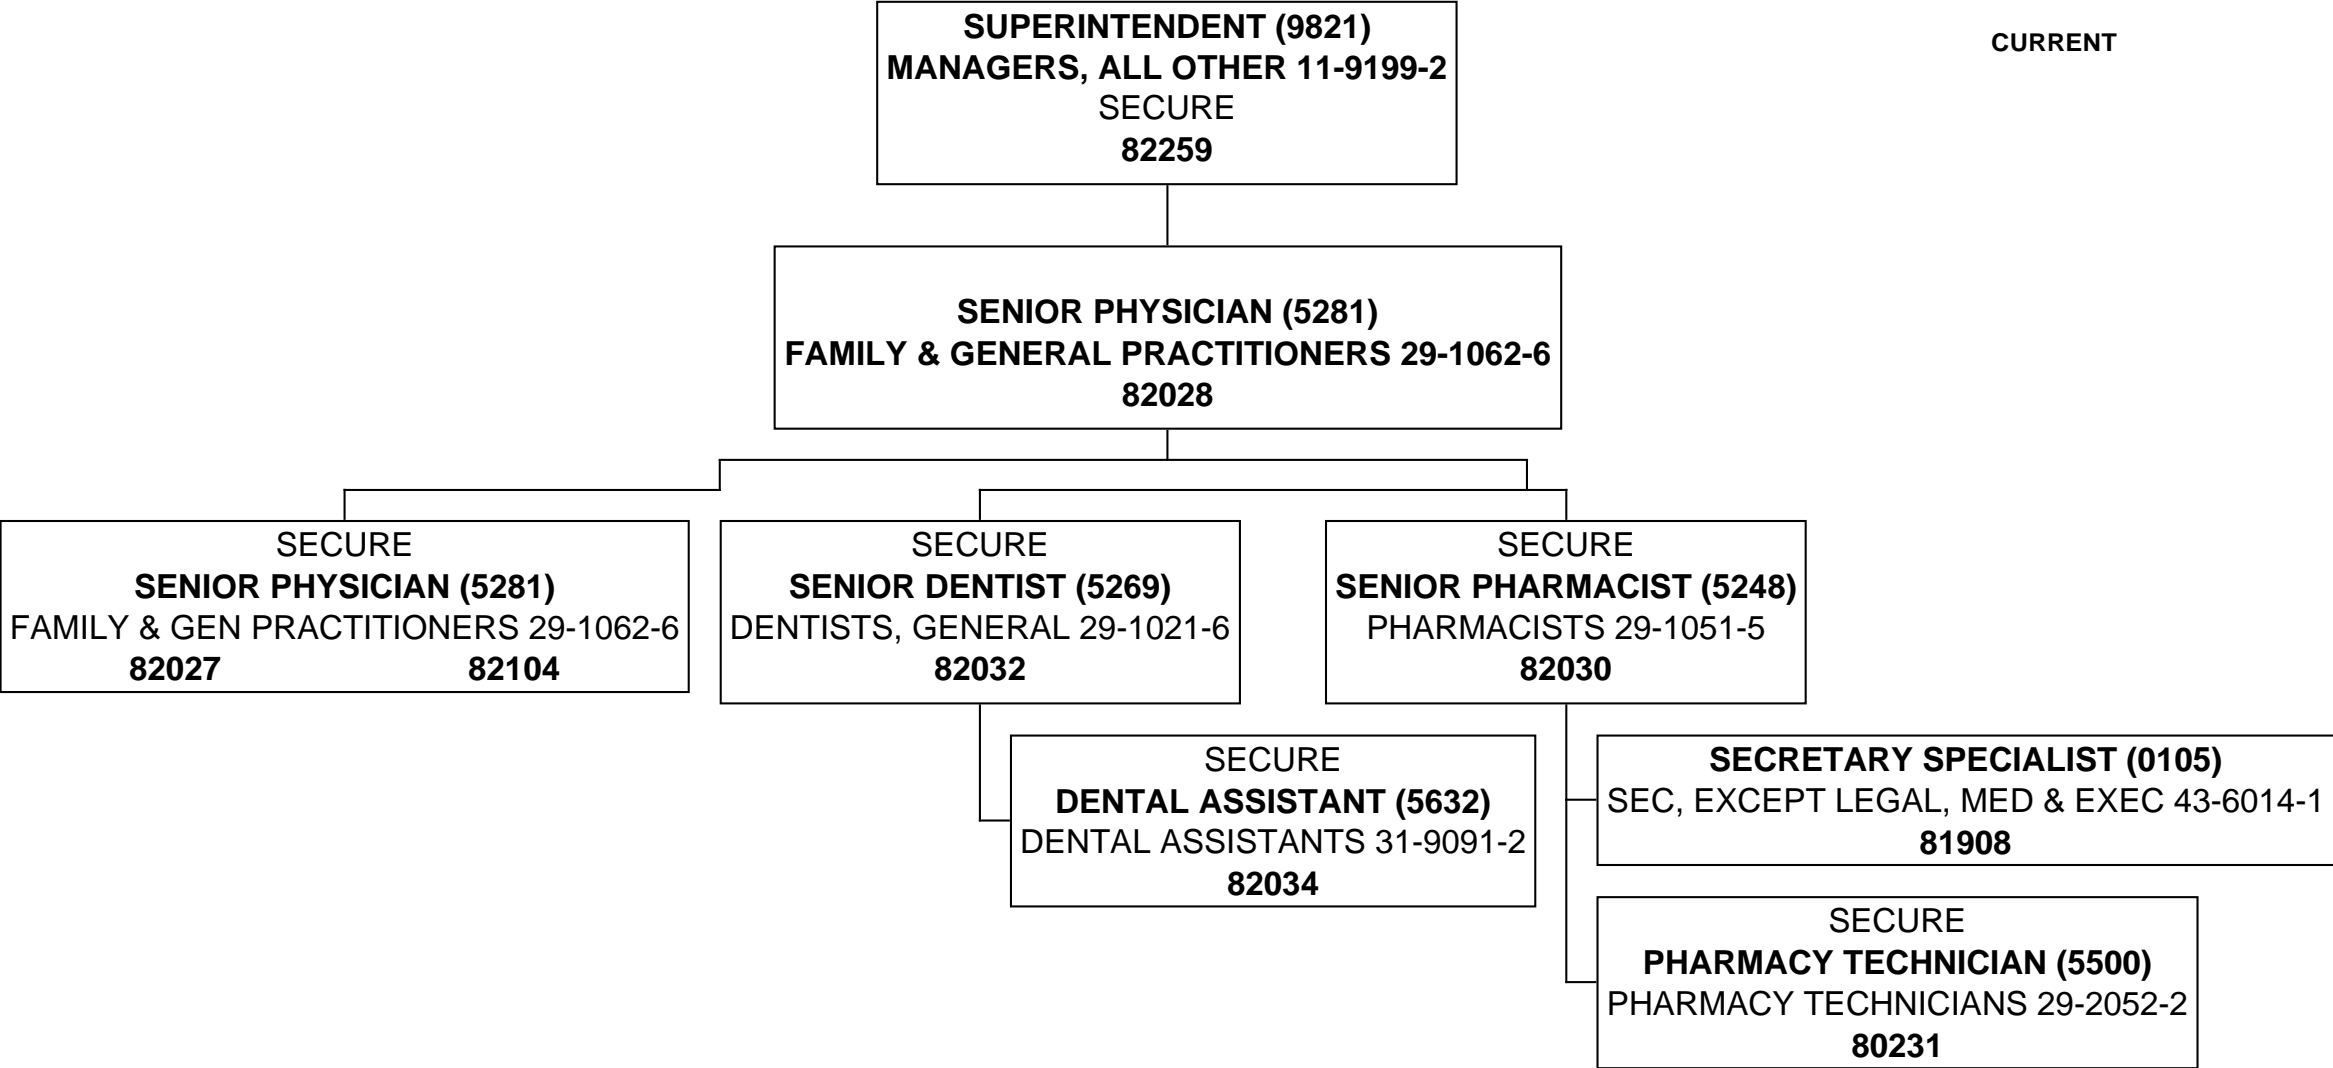 SUPERINTENDENT (9821)
MANAGERS, ALL OTHER 11-9199-2
SECURE
82259
CURRENT
SENIOR PHYSICIAN (5281)
FAMILY & GENERAL PRACTITIONERS 29-1062-6
82028
SECURE
SENIOR PHYSICIAN (5281)
FAMILY & GEN PRACTITIONERS 29-1062-6
82027 82104
SECURE
SENIOR DENTIST (5269)
DENTISTS, GENERAL 29-1021-6
82032
SECURE
SENIOR PHARMACIST (5248)
PHARMACISTS 29-1051-5
82030
SECURE
DENTAL ASSISTANT (5632)
DENTAL ASSISTANTS 31-9091-2
82034
SECRETARY SPECIALIST (0105)
SEC, EXCEPT LEGAL, MED & EXEC 43-6014-1
81908
SECURE
PHARMACY TECHNICIAN (5500)
PHARMACY TECHNICIANS 29-2052-2
80231